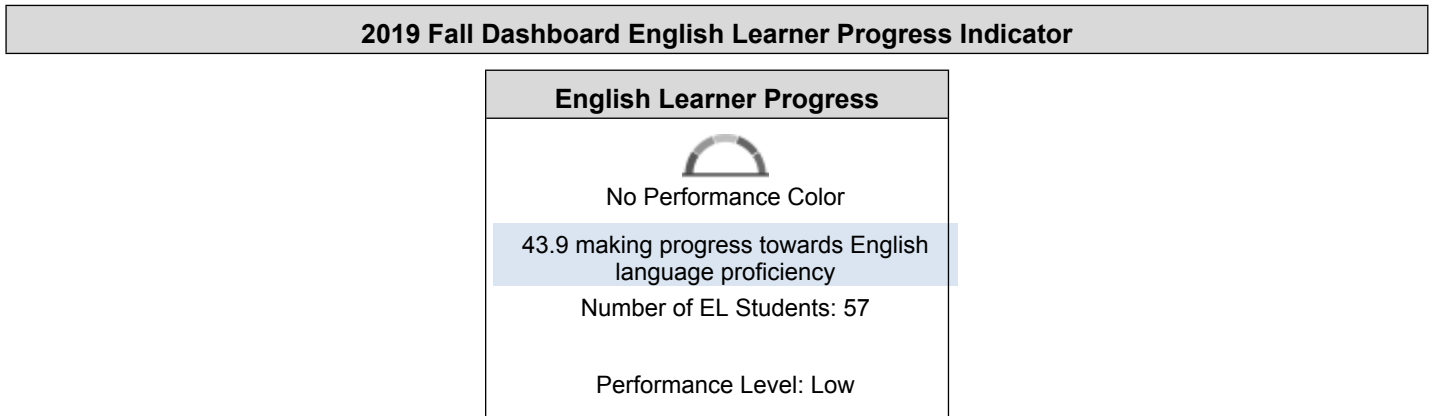 2019 Fall Dashboard English Learner Progress Indicator
English Learner Progress
No Performance Color
43.9 making progress towards English
language proficiency
Number of EL Students: 57
Performance Level: Low